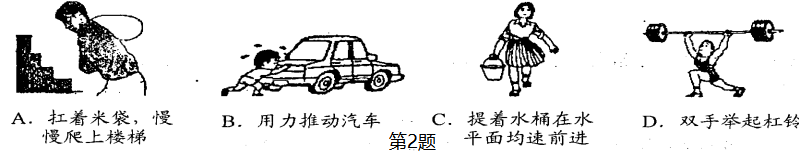 A．扛着米袋，慢
慢爬上楼梯
B．用力推动汽车
C．提着水桶在水
平面匀速前进
D．双手举起杠铃
第2题